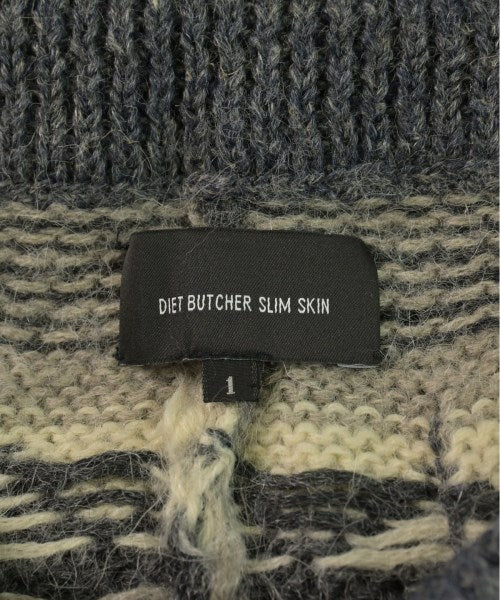 DIET BUTCHER SLIM SKIN
1